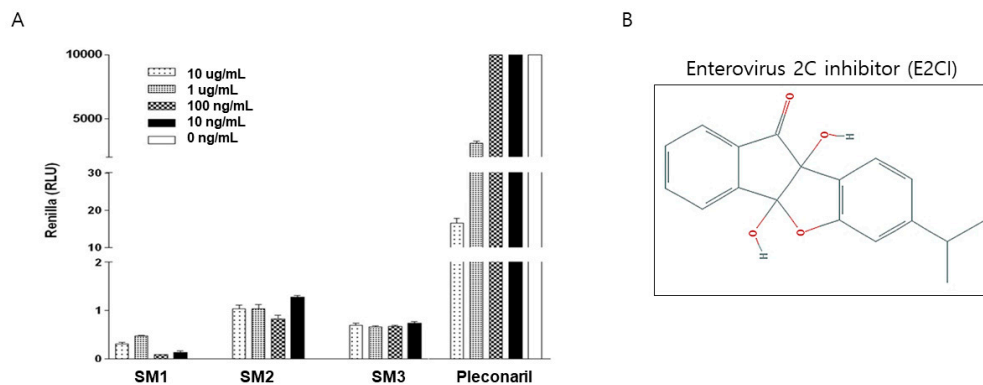 A
10000
5000
30
20
10
2
1
0
Renilla (RLU)
10 ug/mL
1 ug/mL
100 ng/mL
10 ng/mL
0 ng/mL
SM1
SM2
SM3
Pleconaril
B
Enterovirus 2C inhibitor (E2CI)
O
O
H
O
O
H